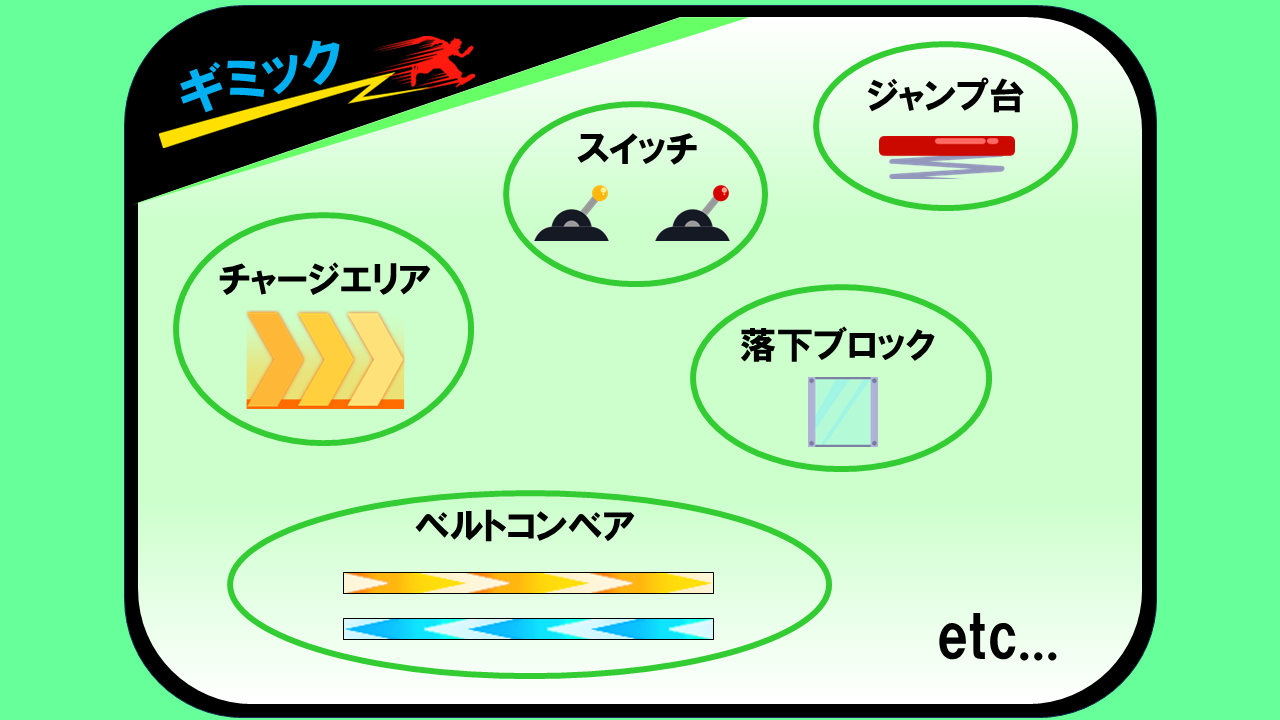 ギミック
ジャンプ台
スイッチ
チャージエリア
落下ブロック
ベルトコンベア
etc...